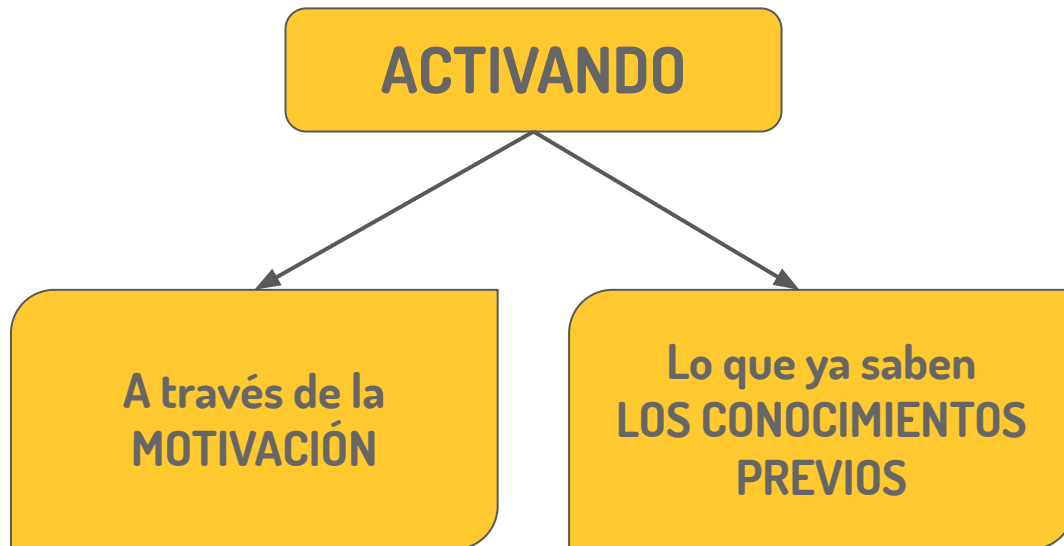 ACTIVANDO
A través de la
MOTIVACIÓN
Lo que ya saben
LOS CONOCIMIENTOS
PREVIOS